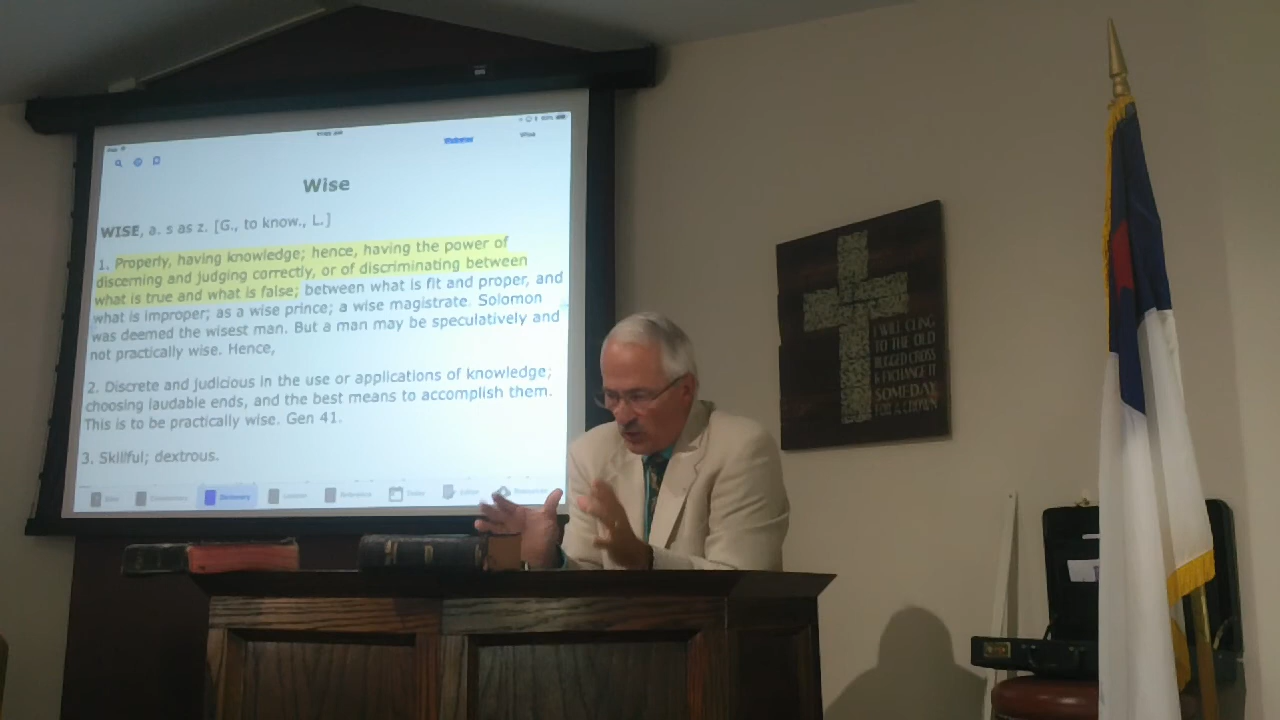 Wise
Wise
WISE, a. s as z. [G., to know., L.]
1. Properly, having knowledge; hence, having the power of
discerning and judging correctly, or of discriminating between
what is true and what is false; between what is fit and proper, and
what is improper; as a wise prince; a wise magistrate. Solomon
was deemed the wisest man. But a man may be speculatively and
not practically wise. Hence,
2. Discrete and judicious in the use or applications of knowledge;
choosing laudable ends, and the best means to accomplish them.
This is to be practically wise. Gen 41.
3. Skillful; dextrous.
Dictionary
I WILL CLING
TO THE OLD
RUGGED CROSS
& EXCHANGE IT
SOMEDAY
FOR A CROWN